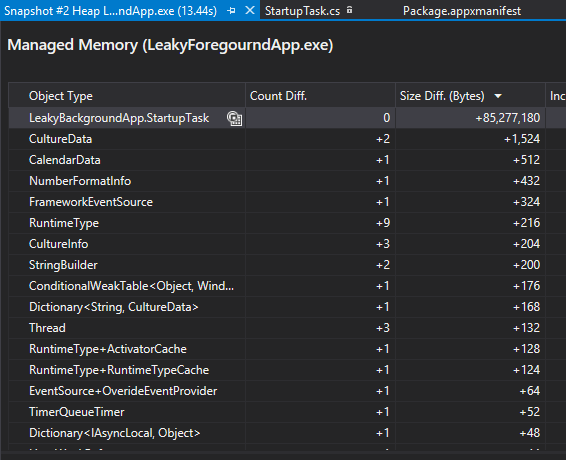 Snapshot #2 Heap L...ndApp.exe (13.44s) StartupTask.cs Package.appxmanifest
Managed Memory (LeakyForegourndApp.exe)
Object Type Count Diff. Size Diff. (Bytes) Inc
LeakyBackgroundApp.StartupTask 0 +85,277,180
CultureData +2 +1,524
CalendarData +1 +512
NumberFormatInfo +1 +432
FrameworkEventSource +1 +324
RuntimeType +9 +216
CultureInfo +3 +204
StringBuilder +2 +200
ConditionalWeakTable<Object, Wind... +1 +176
Dictionary<String, CultureData> +1 +168
Thread +3 +132
RuntimeType+ActivatorCache +1 +128
RuntimeType+RuntimeTypeCache +1 +124
EventSource+OverideEventProvider +1 +64
TimerQueueTimer +1 +52
Dictionary<IAsyncLocal, Object> +1 +48